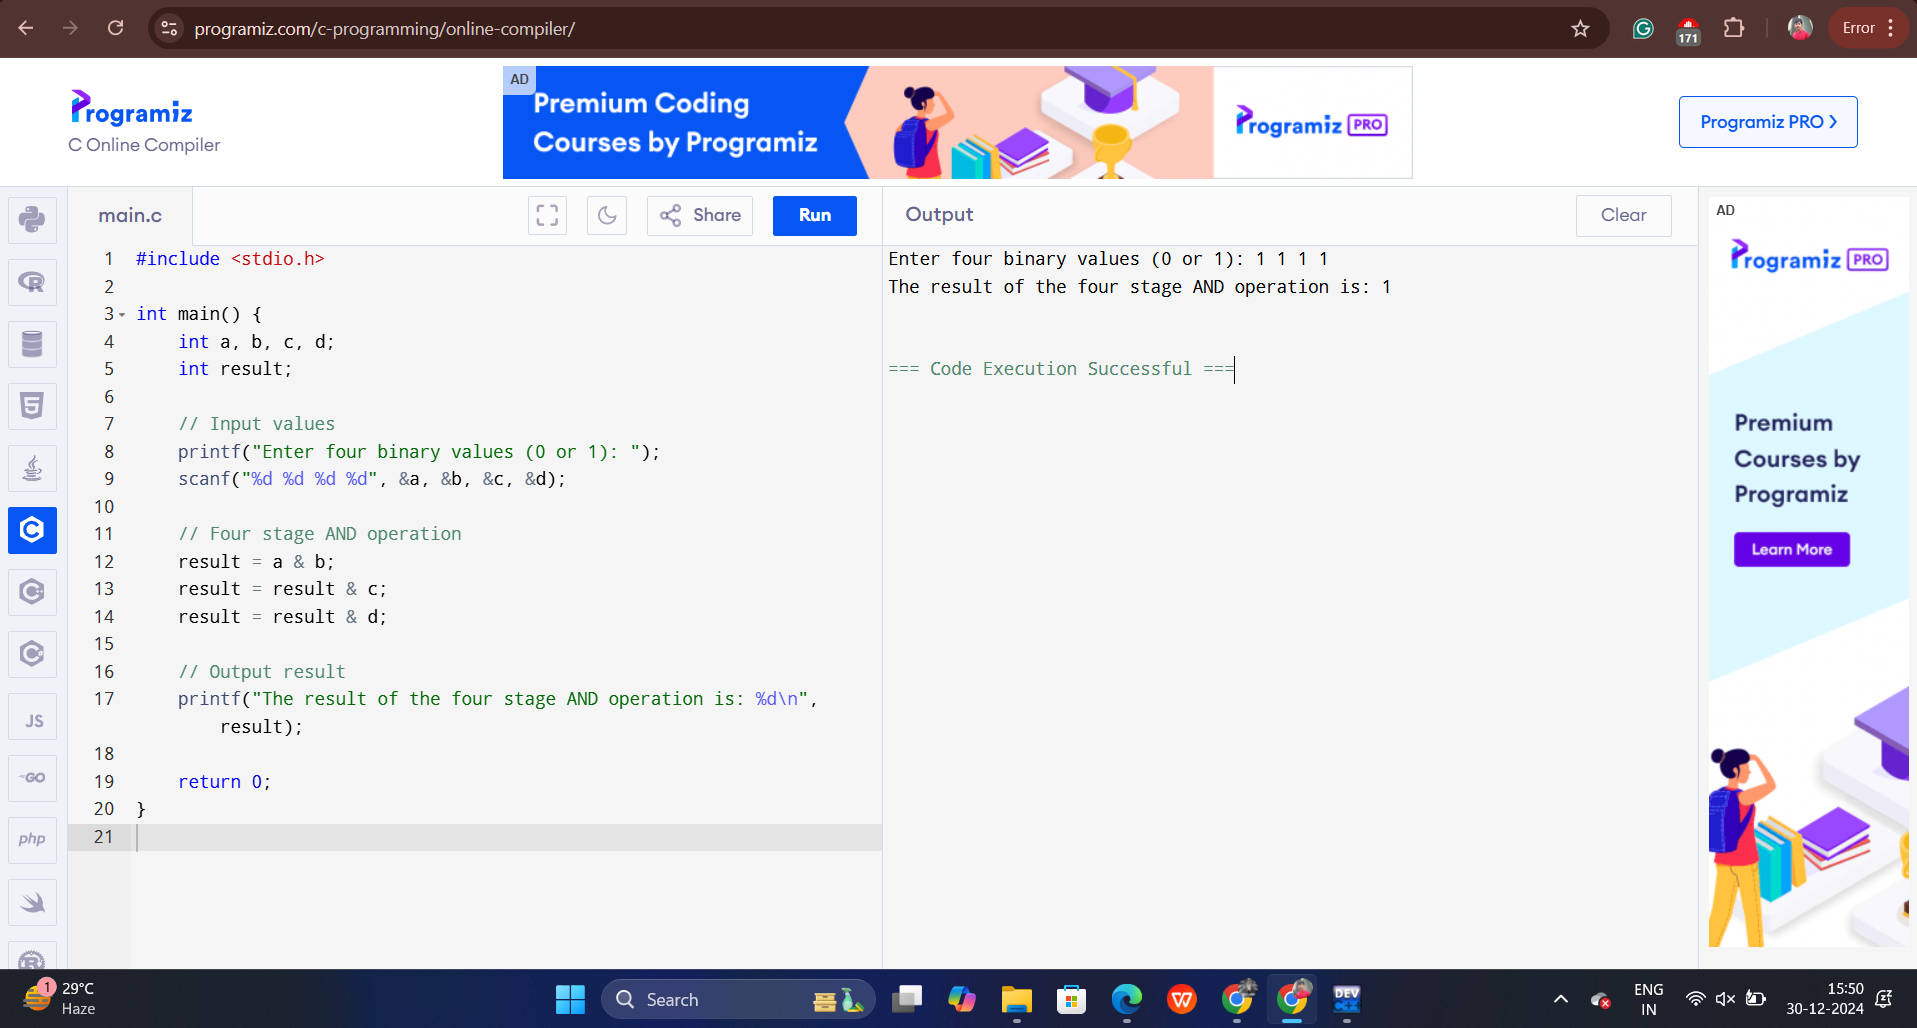 programiz.com/c-programming/online-compiler/
171
Error
Programiz
C Online Compiler
AD
Premium Coding
Courses by Programiz
Programiz PRO
Programiz PRO
main.c
Share
Run
Output
Clear
1 #include <stdio.h>
2
3 int main() {
4     int a, b, c, d;
5     int result;
6
7     // Input values
8     printf("Enter four binary values (0 or 1): ");
9     scanf("%d %d %d %d", &a, &b, &c, &d);
10
11     // Four stage AND operation
12     result = a & b;
13     result = result & c;
14     result = result & d;
15
16     // Output result
17     printf("The result of the four stage AND operation is: %d\n",
        result);
18
19     return 0;
20 }
21
Enter four binary values (0 or 1): 1 1 1 1
The result of the four stage AND operation is: 1
=== Code Execution Successful ===
AD
Programiz PRO
Premium
Courses by
Programiz
Learn More
JS
GO
php
1
29°C
Haze
Search
DEV
C++
ENG
IN
15:50
30-12-2024